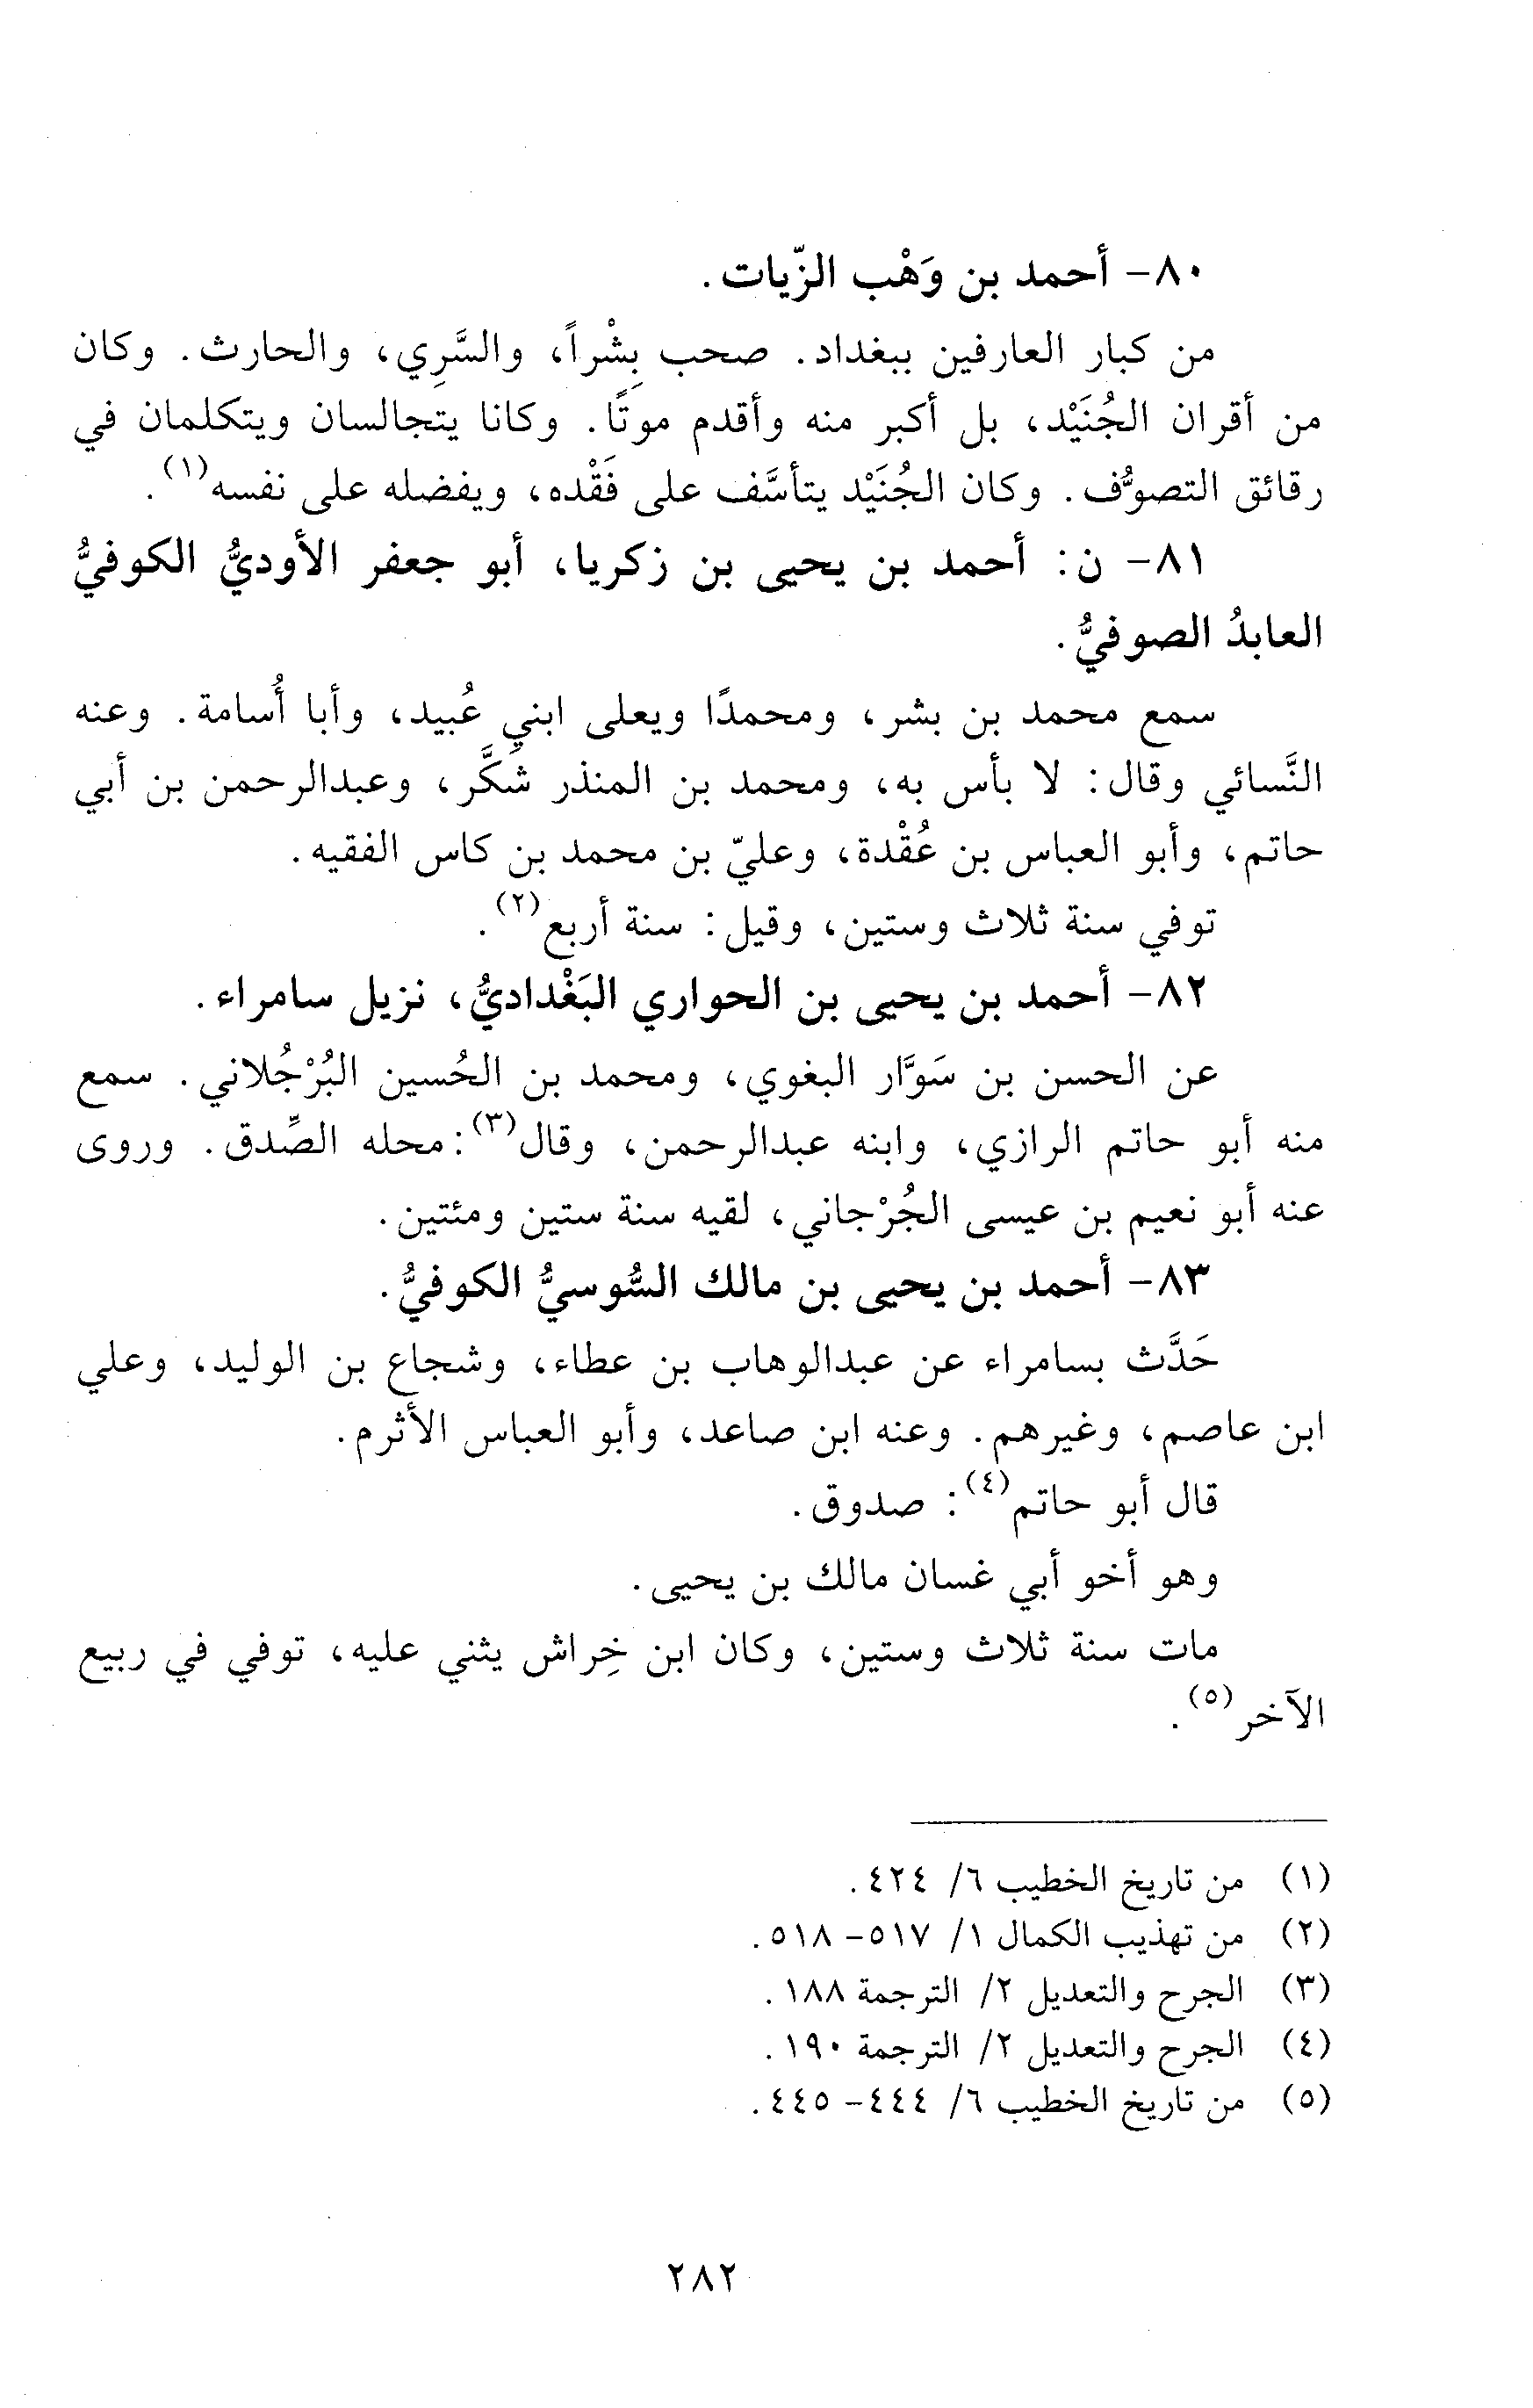 ٨٠- أحمد بن وَهْب الزّيات.
من كبار العارفين ببغداد. صحب بِشْراً، والسَّرِي، والحارث. وكان
من أقران الجُنَيْد، بل أكبر منه وأقدم موتًا. وكانا يتجالسان ويتكلمان في
رقائق التصوُّف. وكان الجُنَيْد يتأسَّف على فَقْده، ويفضله على نفسه(١).
٨١- ن: أحمد بن يحيى بن زكريا، أبو جعفر الأوديُّ الكوفيُّ
العابدُ الصوفيُّ.
سمع محمد بن بشر، ومحمدًا ويعلى ابني عُبيد، وأبا أُسامة. وعنه
النَّسائي وقال: لا بأس به، ومحمد بن المنذر شَكَّر، وعبدالرحمن بن أبي
حاتم، وأبو العباس بن عُقْدة، وعليّ بن محمد بن كاس الفقيه.
توفي سنة ثلاث وستين، وقيل: سنة أربع(٢).
٨٢- أحمد بن يحيى بن الحواري البَغْداديُّ، نزيل سامراء.
عن الحسن بن سَوَّار البغوي، ومحمد بن الحُسين البُرْجُلاني. سمع
منه أبو حاتم الرازي، وابنه عبدالرحمن، وقال(٣): محله الصِّدق. وروى
عنه أبو نعيم بن عيسى الجُرْجاني، لقيه سنة ستين ومئتين.
٨٣- أحمد بن يحيى بن مالك السُّوسيُّ الكوفيُّ.
حَدَّث بسامراء عن عبدالوهاب بن عطاء، وشجاع بن الوليد، وعلي
ابن عاصم، وغيرهم. وعنه ابن صاعد، وأبو العباس الأثرم.
قال أبو حاتم(٤): صدوق.
وهو أخو أبي غسان مالك بن يحيى.
مات سنة ثلاث وستين، وكان ابن خِراش يثني عليه، توفي في ربيع
الآخر(٥).
(١) من تاريخ الخطيب ٦/ ٤٢٤.
(٢) من تهذيب الكمال ١/ ٥١٧- ٥١٨.
(٣) الجرح والتعديل ٢/ الترجمة ١٨٨.
(٤) الجرح والتعديل ٢/ الترجمة ١٩٠.
(٥) من تاريخ الخطيب ٦/ ٤٤٤- ٤٤٥.
٢٨٢